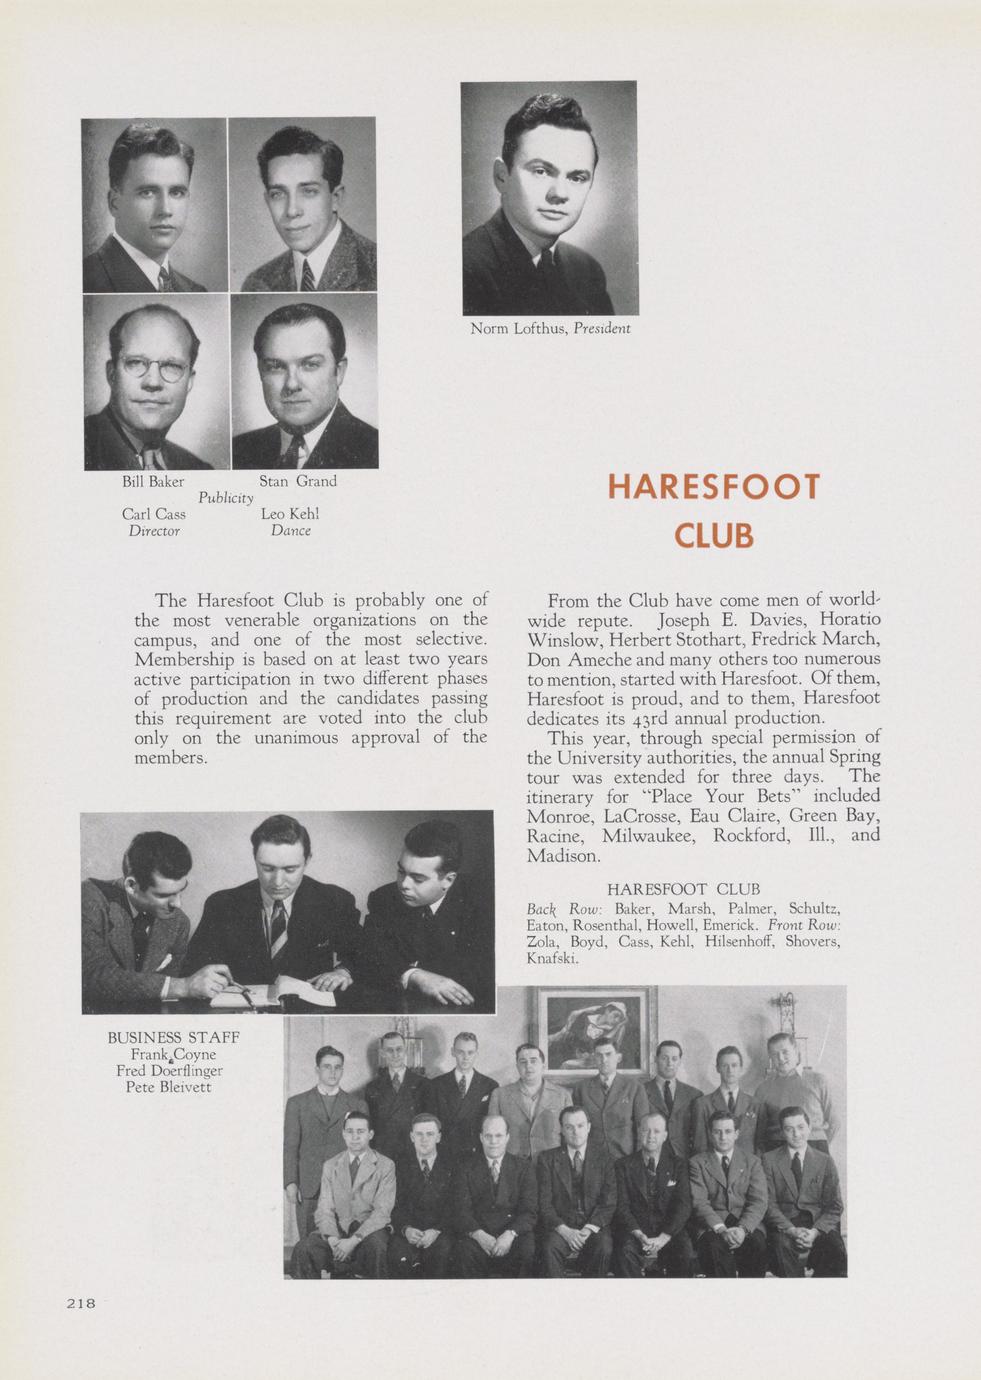 Norm Lofthus, President
Bill Baker Stan Grand
Publicity
Carl Cass Leo Kehl
Director Dance
HARESFOOT
CLUB
The Haresfoot Club is probably one of
the most venerable organizations on the
campus, and one of the most selective.
Membership is based on at least two years
active participation in two different phases
of production and the candidates passing
this requirement are voted into the club
only on the unanimous approval of the
members.
From the Club have come men of world-
wide repute. Joseph E. Davies, Horatio
Winslow, Herbert Stothart, Fredrick March,
Don Ameche and many others too numerous
to mention, started with Haresfoot. Of them,
Haresfoot is proud, and to them, Haresfoot
dedicates its 43rd annual production.
This year, through special permission of
the University authorities, the annual Spring
tour was extended for three days. The
itinerary for "Place Your Bets" included
Monroe, LaCrosse, Eau Claire, Green Bay,
Racine, Milwaukee, Rockford, Ill., and
Madison.
HARESFOOT CLUB
Back Row: Baker, Marsh, Palmer, Schultz,
Eaton, Rosenthal, Howell, Emerick. Front Row:
Zola, Boyd, Cass, Kehl, Hilsenhoff, Shovers,
Knafski.
BUSINESS STAFF
Frank Coyne
Fred Doerflinger
Pete Bleivett
218